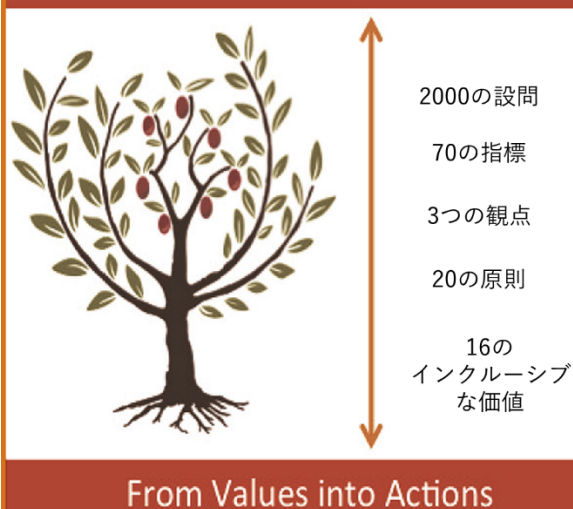 2000の設問
70の指標
3つの観点
20の原則
16の
インクルーシブ
な価値
From Values into Actions